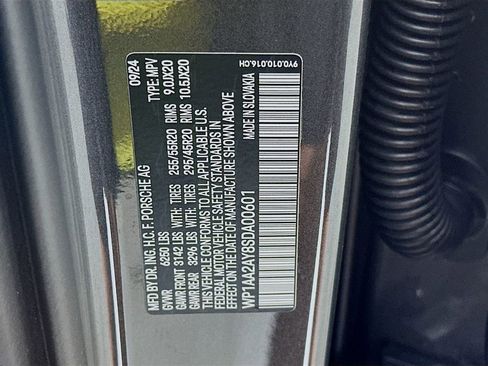 MFD BY DR. ING. H.C. F. PORSCHE AG 09/24
GVWR 6250 LBS TYPE: MPV
GAWR FRONT 3142 LBS WITH: TIRES 255/55R20 RIMS 9.0JX20
GAWR REAR 3296 LBS WITH: TIRES 295/45R20 RIMS 10.5JX20
THIS VEHICLE CONFORMS TO ALL APPLICABLE U.S.
FEDERAL MOTOR VEHICLE SAFETY STANDARDS IN
EFFECT ON THE DATE OF MANUFACTURE SHOWN ABOVE
WP1AA2AY8SDA00601 MADE IN SLOVAKIA
9Y0.010.016.CH